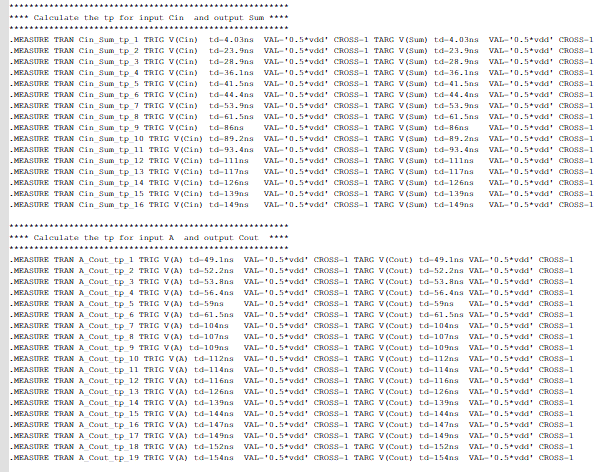 ******************************************************
**** Calculate the tp for input Cin  and output Sum ****
******************************************************
.MEASURE TRAN Cin_Sum_tp_1 TRIG V(Cin)  td=4.03ns  VAL='0.5*vdd' CROSS=1 TARG V(Sum) td=4.03ns  VAL='0.5*vdd' CROSS=1
.MEASURE TRAN Cin_Sum_tp_2 TRIG V(Cin)  td=23.9ns  VAL='0.5*vdd' CROSS=1 TARG V(Sum) td=23.9ns  VAL='0.5*vdd' CROSS=1
.MEASURE TRAN Cin_Sum_tp_3 TRIG V(Cin)  td=28.9ns  VAL='0.5*vdd' CROSS=1 TARG V(Sum) td=28.9ns  VAL='0.5*vdd' CROSS=1
.MEASURE TRAN Cin_Sum_tp_4 TRIG V(Cin)  td=36.1ns  VAL='0.5*vdd' CROSS=1 TARG V(Sum) td=36.1ns  VAL='0.5*vdd' CROSS=1
.MEASURE TRAN Cin_Sum_tp_5 TRIG V(Cin)  td=41.5ns  VAL='0.5*vdd' CROSS=1 TARG V(Sum) td=41.5ns  VAL='0.5*vdd' CROSS=1
.MEASURE TRAN Cin_Sum_tp_6 TRIG V(Cin)  td=44.4ns  VAL='0.5*vdd' CROSS=1 TARG V(Sum) td=44.4ns  VAL='0.5*vdd' CROSS=1
.MEASURE TRAN Cin_Sum_tp_7 TRIG V(Cin)  td=53.9ns  VAL='0.5*vdd' CROSS=1 TARG V(Sum) td=53.9ns  VAL='0.5*vdd' CROSS=1
.MEASURE TRAN Cin_Sum_tp_8 TRIG V(Cin)  td=61.5ns  VAL='0.5*vdd' CROSS=1 TARG V(Sum) td=61.5ns  VAL='0.5*vdd' CROSS=1
.MEASURE TRAN Cin_Sum_tp_9 TRIG V(Cin)  td=86ns    VAL='0.5*vdd' CROSS=1 TARG V(Sum) td=86ns    VAL='0.5*vdd' CROSS=1
.MEASURE TRAN Cin_Sum_tp_10 TRIG V(Cin) td=89.2ns  VAL='0.5*vdd' CROSS=1 TARG V(Sum) td=89.2ns  VAL='0.5*vdd' CROSS=1
.MEASURE TRAN Cin_Sum_tp_11 TRIG V(Cin) td=93.4ns  VAL='0.5*vdd' CROSS=1 TARG V(Sum) td=93.4ns  VAL='0.5*vdd' CROSS=1
.MEASURE TRAN Cin_Sum_tp_12 TRIG V(Cin) td=111ns   VAL='0.5*vdd' CROSS=1 TARG V(Sum) td=111ns   VAL='0.5*vdd' CROSS=1
.MEASURE TRAN Cin_Sum_tp_13 TRIG V(Cin) td=117ns   VAL='0.5*vdd' CROSS=1 TARG V(Sum) td=117ns   VAL='0.5*vdd' CROSS=1
.MEASURE TRAN Cin_Sum_tp_14 TRIG V(Cin) td=126ns   VAL='0.5*vdd' CROSS=1 TARG V(Sum) td=126ns   VAL='0.5*vdd' CROSS=1
.MEASURE TRAN Cin_Sum_tp_15 TRIG V(Cin) td=139ns   VAL='0.5*vdd' CROSS=1 TARG V(Sum) td=139ns   VAL='0.5*vdd' CROSS=1
.MEASURE TRAN Cin_Sum_tp_16 TRIG V(Cin) td=149ns   VAL='0.5*vdd' CROSS=1 TARG V(Sum) td=149ns   VAL='0.5*vdd' CROSS=1
******************************************************
**** Calculate the tp for input A  and output Cout  ****
******************************************************
.MEASURE TRAN A_Cout_tp_1 TRIG V(A) td=49.1ns  VAL='0.5*vdd' CROSS=1 TARG V(Cout) td=49.1ns VAL='0.5*vdd' CROSS=1
.MEASURE TRAN A_Cout_tp_2 TRIG V(A) td=52.2ns  VAL='0.5*vdd' CROSS=1 TARG V(Cout) td=52.2ns VAL='0.5*vdd' CROSS=1
.MEASURE TRAN A_Cout_tp_3 TRIG V(A) td=53.8ns  VAL='0.5*vdd' CROSS=1 TARG V(Cout) td=53.8ns VAL='0.5*vdd' CROSS=1
.MEASURE TRAN A_Cout_tp_4 TRIG V(A) td=56.4ns  VAL='0.5*vdd' CROSS=1 TARG V(Cout) td=56.4ns VAL='0.5*vdd' CROSS=1
.MEASURE TRAN A_Cout_tp_5 TRIG V(A) td=59ns    VAL='0.5*vdd' CROSS=1 TARG V(Cout) td=59ns   VAL='0.5*vdd' CROSS=1
.MEASURE TRAN A_Cout_tp_6 TRIG V(A) td=61.5ns  VAL='0.5*vdd' CROSS=1 TARG V(Cout) td=61.5ns VAL='0.5*vdd' CROSS=1
.MEASURE TRAN A_Cout_tp_7 TRIG V(A) td=104ns   VAL='0.5*vdd' CROSS=1 TARG V(Cout) td=104ns  VAL='0.5*vdd' CROSS=1
.MEASURE TRAN A_Cout_tp_8 TRIG V(A) td=107ns   VAL='0.5*vdd' CROSS=1 TARG V(Cout) td=107ns  VAL='0.5*vdd' CROSS=1
.MEASURE TRAN A_Cout_tp_9 TRIG V(A) td=109ns   VAL='0.5*vdd' CROSS=1 TARG V(Cout) td=109ns  VAL='0.5*vdd' CROSS=1
.MEASURE TRAN A_Cout_tp_10 TRIG V(A) td=112ns  VAL='0.5*vdd' CROSS=1 TARG V(Cout) td=112ns  VAL='0.5*vdd' CROSS=1
.MEASURE TRAN A_Cout_tp_11 TRIG V(A) td=114ns  VAL='0.5*vdd' CROSS=1 TARG V(Cout) td=114ns  VAL='0.5*vdd' CROSS=1
.MEASURE TRAN A_Cout_tp_12 TRIG V(A) td=116ns  VAL='0.5*vdd' CROSS=1 TARG V(Cout) td=116ns  VAL='0.5*vdd' CROSS=1
.MEASURE TRAN A_Cout_tp_13 TRIG V(A) td=126ns  VAL='0.5*vdd' CROSS=1 TARG V(Cout) td=126ns  VAL='0.5*vdd' CROSS=1
.MEASURE TRAN A_Cout_tp_14 TRIG V(A) td=139ns  VAL='0.5*vdd' CROSS=1 TARG V(Cout) td=139ns  VAL='0.5*vdd' CROSS=1
.MEASURE TRAN A_Cout_tp_15 TRIG V(A) td=144ns  VAL='0.5*vdd' CROSS=1 TARG V(Cout) td=144ns  VAL='0.5*vdd' CROSS=1
.MEASURE TRAN A_Cout_tp_16 TRIG V(A) td=147ns  VAL='0.5*vdd' CROSS=1 TARG V(Cout) td=147ns  VAL='0.5*vdd' CROSS=1
.MEASURE TRAN A_Cout_tp_17 TRIG V(A) td=149ns  VAL='0.5*vdd' CROSS=1 TARG V(Cout) td=149ns  VAL='0.5*vdd' CROSS=1
.MEASURE TRAN A_Cout_tp_18 TRIG V(A) td=152ns  VAL='0.5*vdd' CROSS=1 TARG V(Cout) td=152ns  VAL='0.5*vdd' CROSS=1
.MEASURE TRAN A_Cout_tp_19 TRIG V(A) td=154ns  VAL='0.5*vdd' CROSS=1 TARG V(Cout) td=154ns  VAL='0.5*vdd' CROSS=1